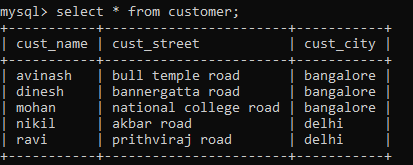 mysql> select * from customer;
+-----------+-----------------------+-----------+
| cust_name | cust_street           | cust_city |
+-----------+-----------------------+-----------+
| avinash   | bull temple road      | bangalore |
| dinesh    | bannergatta road      | bangalore |
| mohan     | national college road | bangalore |
| nikil     | akbar road            | delhi     |
| ravi      | prithviraj road       | delhi     |
+-----------+-----------------------+-----------+